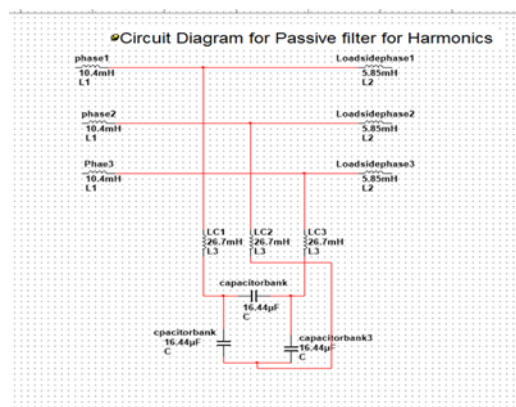 Circuit Diagram for Passive filter for Harmonics
phase1
10.4mH
L1
Loadsidephase1
5.85mH
L2
phase2
10.4mH
L1
Loadsidephase2
5.85mH
L2
Phae3
10.4mH
L1
Loadsidephase3
5.85mH
L2
LC1
26.7mH
L3
LC2
26.7mH
L3
LC3
26.7mH
L3
capacitorbank
16.44µF
C
cpacitorbank
16.44µF
C
capacitorbank3
16.44µF
C